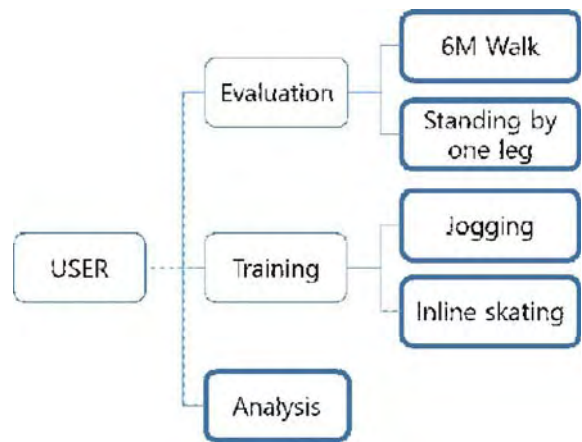 6M Walk
Evaluation
Standing by
one leg
Jogging
USER
Training
Inline skating
Analysis